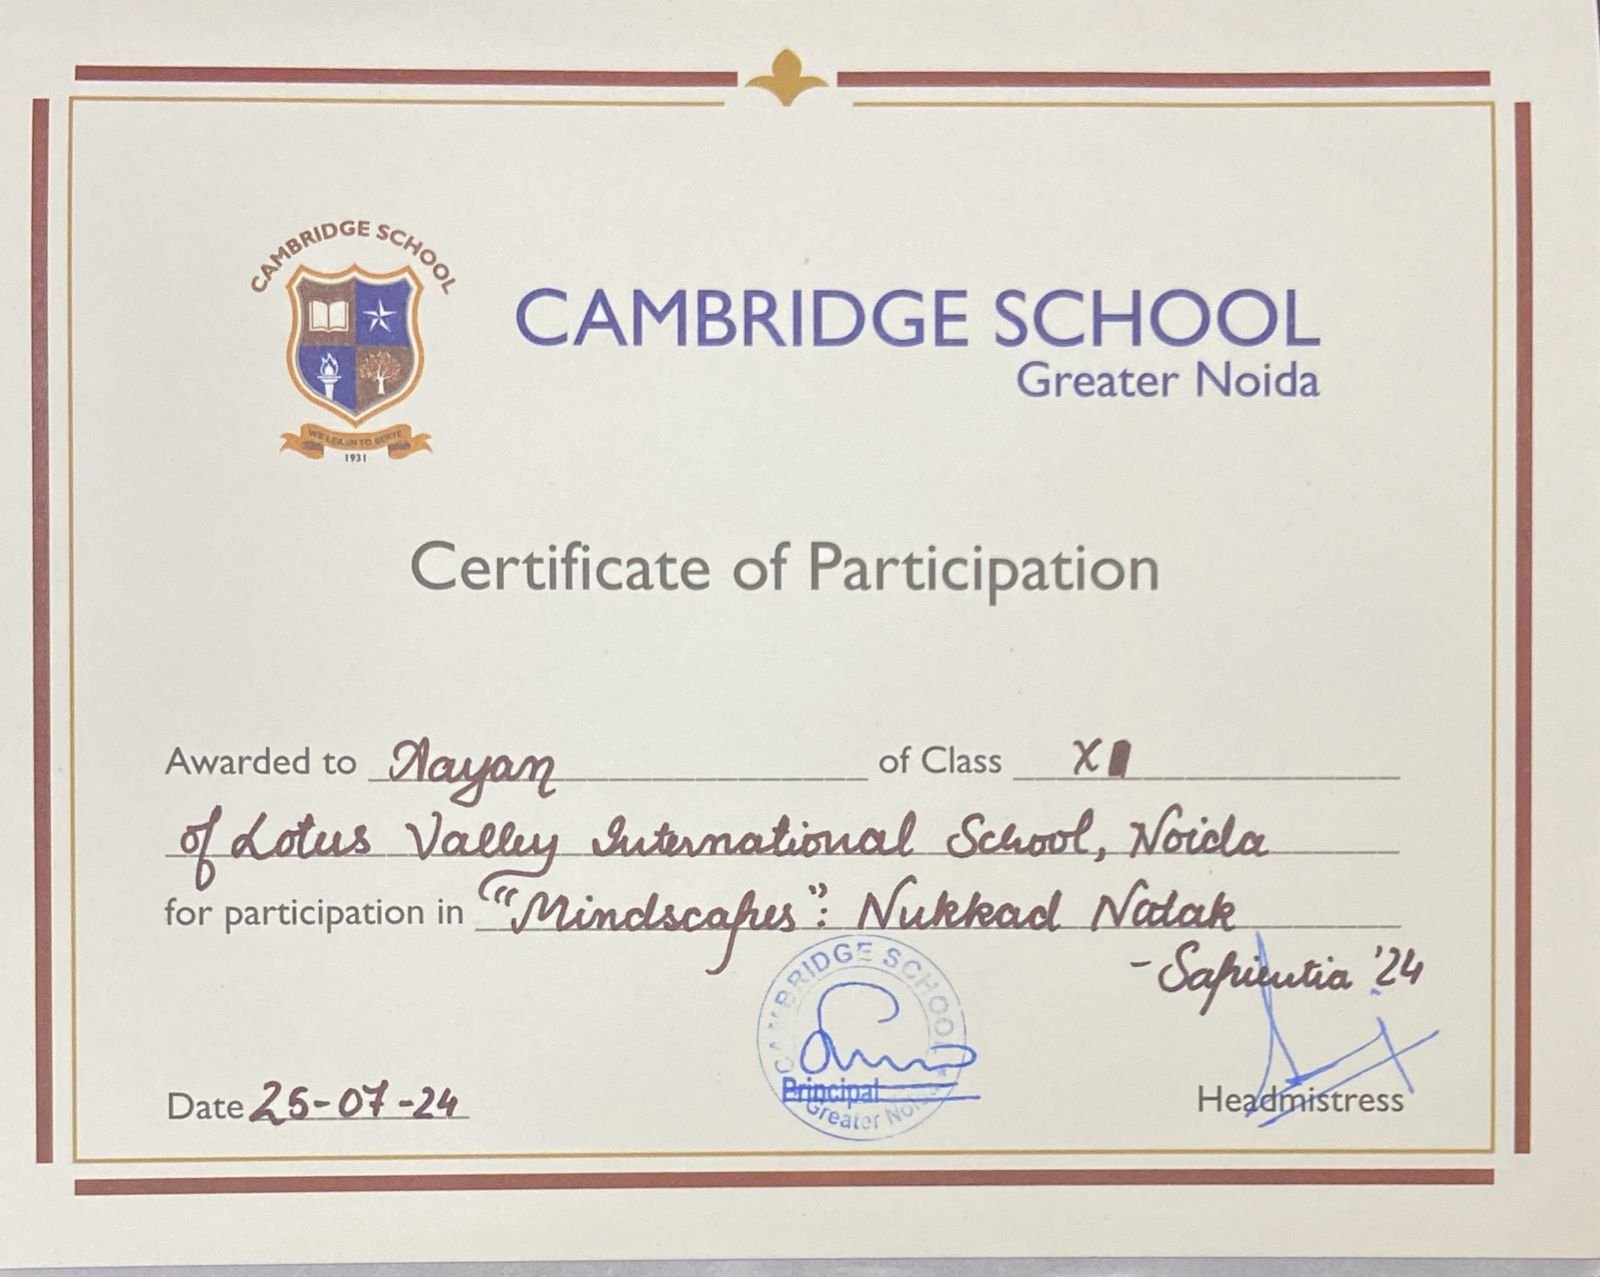 CAMBRIDGE SCHOOL
WE LEARN TO SERVE
1931
CAMBRIDGE SCHOOL
Greater Noida
Certificate of Participation
Awarded to Aayan of Class X
of Lotus Valley International School, Noida
for participation in "Mindscapes": Nukkad Natak
- Sapientia '24
CAMBRIDGE SCHOOL
Principal
Greater Noida
Date 25-07-24
Headmistress